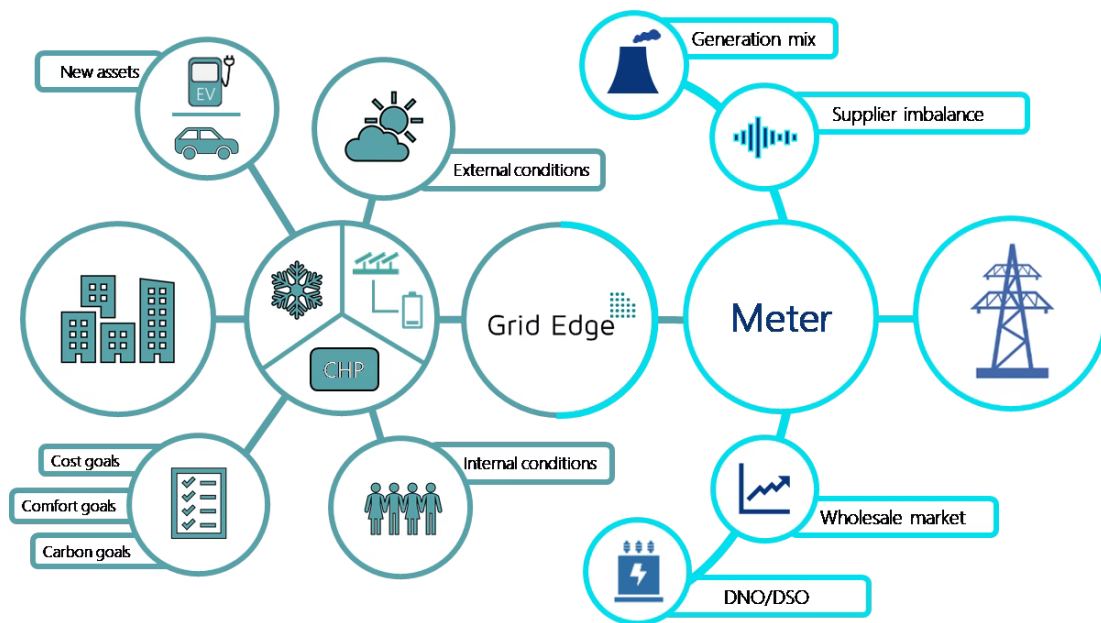 New assets
EV
External conditions
Generation mix
Supplier imbalance
CHP
Grid Edge
Meter
Cost goals
Comfort goals
Carbon goals
Internal conditions
Wholesale market
DNO/DSO